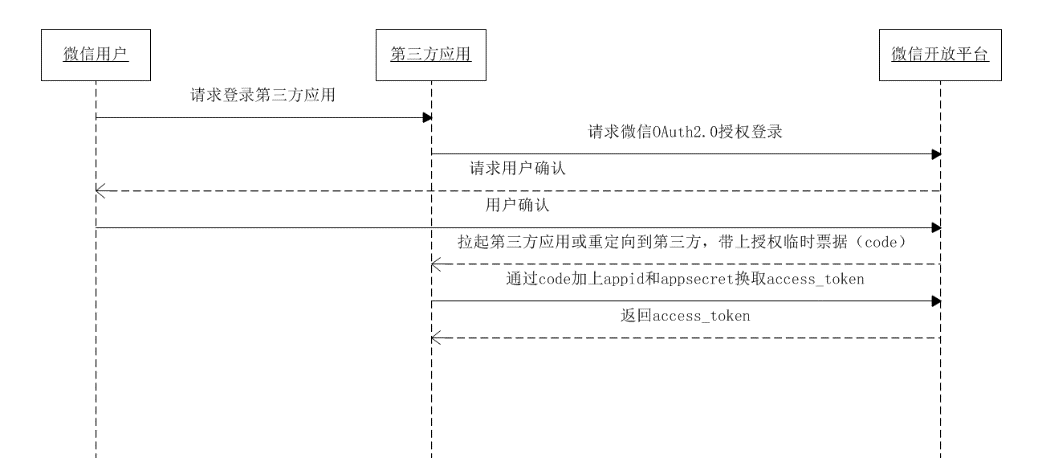 微信用户
第三方应用
微信开放平台
请求登录第三方应用
请求微信OAuth2.0授权登录
请求用户确认
用户确认
拉起第三方应用或重定向到第三方，带上授权临时票据（code）
通过code加上appid和appsecret换取access_token
返回access_token